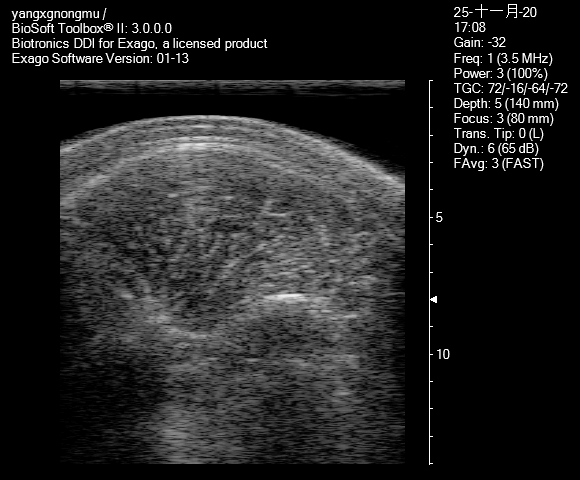 yangxgnongmu /
BioSoft Toolbox® II: 3.0.0.0
Biotronics DDI for Exago, a licensed product
Exago Software Version: 01-13
25-十一月-20
17:08
Gain: -32
Freq: 1 (3.5 MHz)
Power: 3 (100%)
TGC: 72/-16/-64/-72
Depth: 5 (140 mm)
Focus: 3 (80 mm)
Trans. Tip: 0 (L)
Dyn.: 6 (65 dB)
FAvg: 3 (FAST)
5
10